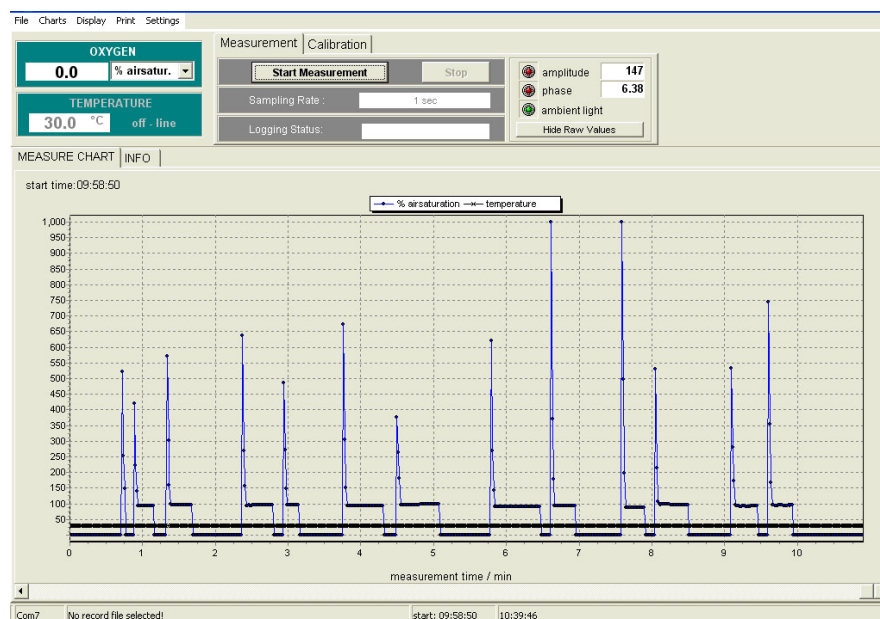 File Charts Display Print Settings
OXYGEN
0.0 % airsatur.
TEMPERATURE
30.0 °C off - line
Measurement Calibration
Start Measurement Stop
Sampling Rate : 1 sec
Logging Status:
amplitude 147
phase 6.38
ambient light
Hide Raw Values
MEASURE CHART INFO
start time:09:58:50
% airsaturation temperature
1,000
950
900
850
800
750
700
650
600
550
500
450
400
350
300
250
200
150
100
50
0 1 2 3 4 5 6 7 8 9 10
measurement time / min
Com7 No record file selected! start: 09:58:50 10:39:46